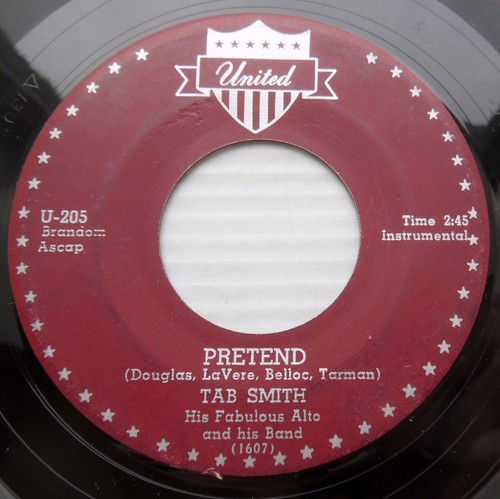 United
U-205
Brandom
Ascap
Time 2:45
Instrumental
PRETEND
(Douglas, LaVere, Belloc, Tarman)
TAB SMITH
His Fabulous Alto
and his Band
(1607)